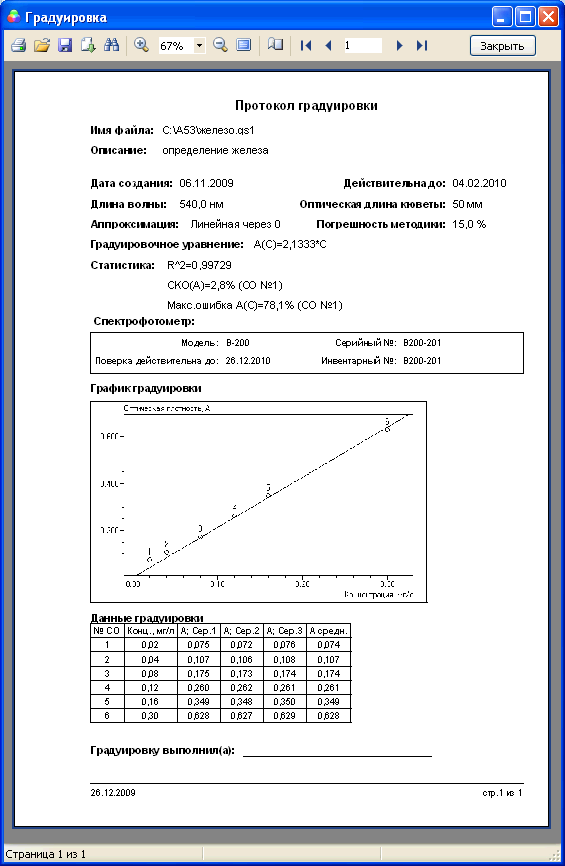 Градуировка
67%
1
Закрыть
Протокол градуировки
Имя файла: C:\A53\железо.qs1
Описание: определение железа
Дата создания: 06.11.2009 Действительна до: 04.02.2010
Длина волны: 540,0 нм Оптическая длина кюветы: 50 мм
Аппроксимация: Линейная через 0 Погрешность методики: 15,0 %
Градуировочное уравнение: A(C)=2,1333*C
Статистика: R^2=0,99729
СКО(A)=2,8% (СО №1)
Макс.ошибка A(C)=78,1% (СО №1)
Спектрофотометр:
Модель: В-200 Серийный №: В200-201
Поверка действительна до: 26.12.2010 Инвентарный №: В200-201
График градуировки
Оптическая плотность, А
6
0.600
0.400
5
4
0.200
3
2
1
0.00 0.10 0.20 0.30
Концентрация, мг/л
Данные градуировки
№ СО Конц., мг/л А; Сер.1 А; Сер.2 А; Сер.3 А средн.
1 0,02 0,075 0,072 0,076 0,074
2 0,04 0,107 0,106 0,108 0,107
3 0,08 0,175 0,173 0,174 0,174
4 0,12 0,260 0,262 0,261 0,261
5 0,16 0,349 0,348 0,350 0,349
6 0,30 0,628 0,627 0,629 0,628
Градуировку выполнил(а):
26.12.2009 стр.1 из 1
Страница 1 из 1